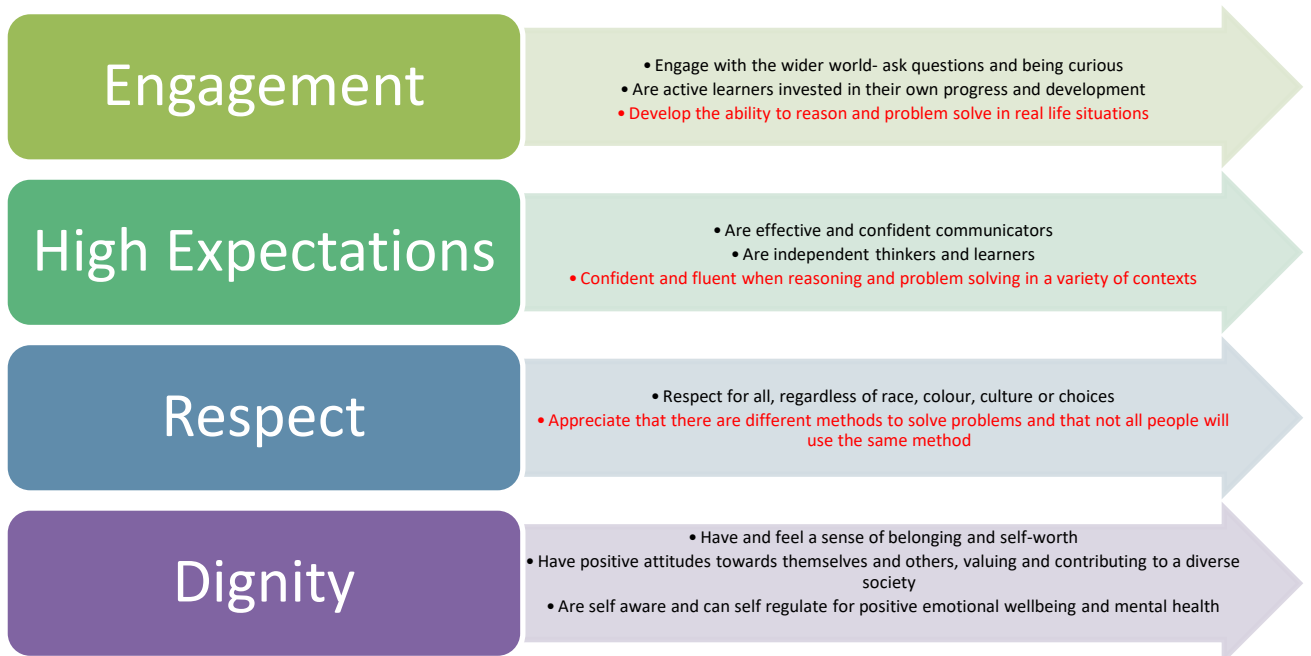 Engagement
• Engage with the wider world- ask questions and being curious
• Are active learners invested in their own progress and development
• Develop the ability to reason and problem solve in real life situations
High Expectations
• Are effective and confident communicators
• Are independent thinkers and learners
• Confident and fluent when reasoning and problem solving in a variety of contexts
Respect
• Respect for all, regardless of race, colour, culture or choices
• Appreciate that there are different methods to solve problems and that not all people will
use the same method
Dignity
• Have and feel a sense of belonging and self-worth
• Have positive attitudes towards themselves and others, valuing and contributing to a diverse
society
• Are self aware and can self regulate for positive emotional wellbeing and mental health